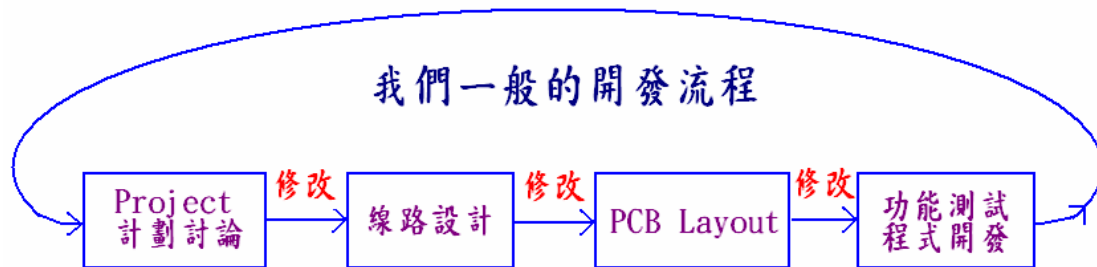 我們一般的開發流程
Project
計劃討論
修改
線路設計
修改
PCB Layout
修改
功能測試
程式開發